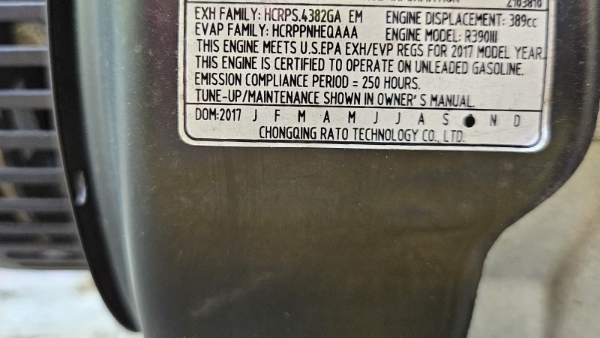 EXH FAMILY: HCRPS.4382GA EM ENGINE DISPLACEMENT: 389cc
EVAP FAMILY: HCRPPNHEQAAA ENGINE MODEL: R390III
THIS ENGINE MEETS U.S.EPA EXH/EVP REGS FOR 2017 MODEL YEAR.
THIS ENGINE IS CERTIFIED TO OPERATE ON UNLEADED GASOLINE.
EMISSION COMPLIANCE PERIOD = 250 HOURS.
TUNE-UP/MAINTENANCE SHOWN IN OWNER'S MANUAL.
DOM:2017 J F M A M J J A S N D
CHONGQING RATO TECHNOLOGY CO., LTD.